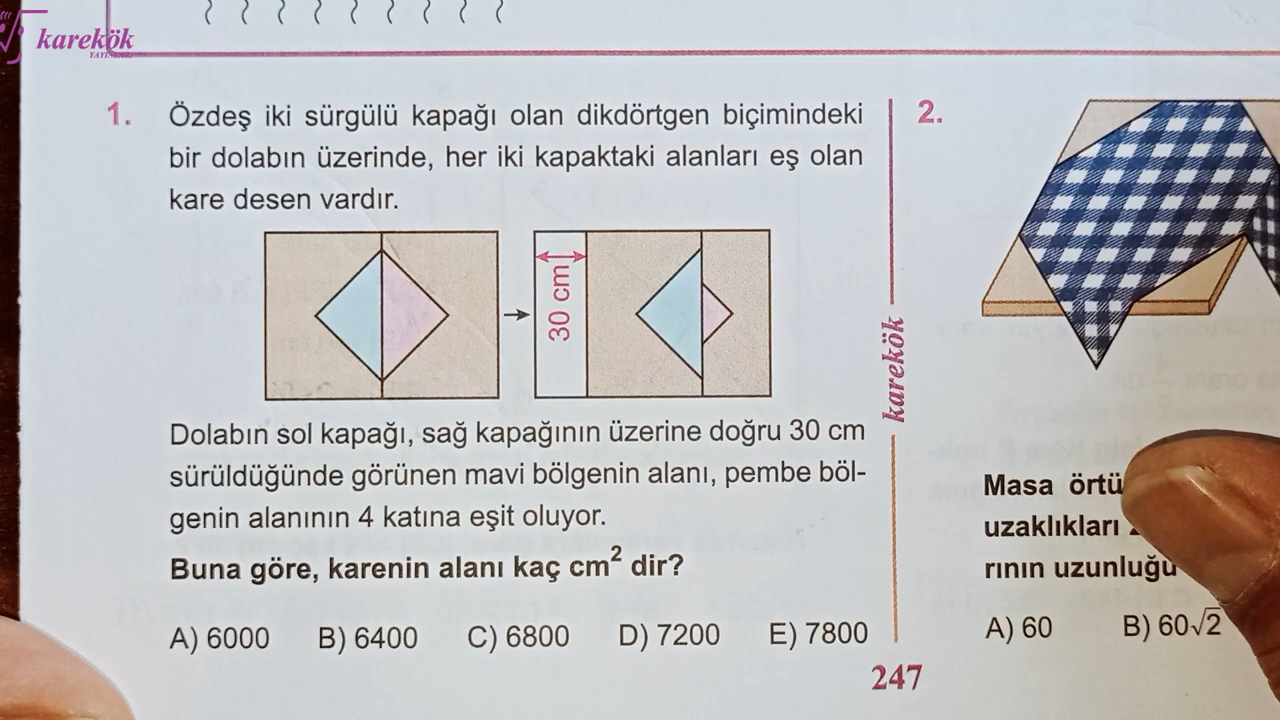 karekök
YAYINLARI
1. Özdeş iki sürgülü kapağı olan dikdörtgen biçimindeki
bir dolabın üzerinde, her iki kapaktaki alanları eş olan
kare desen vardır.
30 cm
Dolabın sol kapağı, sağ kapağının üzerine doğru 30 cm
sürüldüğünde görünen mavi bölgenin alanı, pembe böl-
genin alanının 4 katına eşit oluyor.
Buna göre, karenin alanı kaç cm² dir?
A) 6000 B) 6400 C) 6800 D) 7200 E) 7800
karekök
247
2.
Masa örtü
uzaklıkları
rının uzunluğu
A) 60 B) 60√2